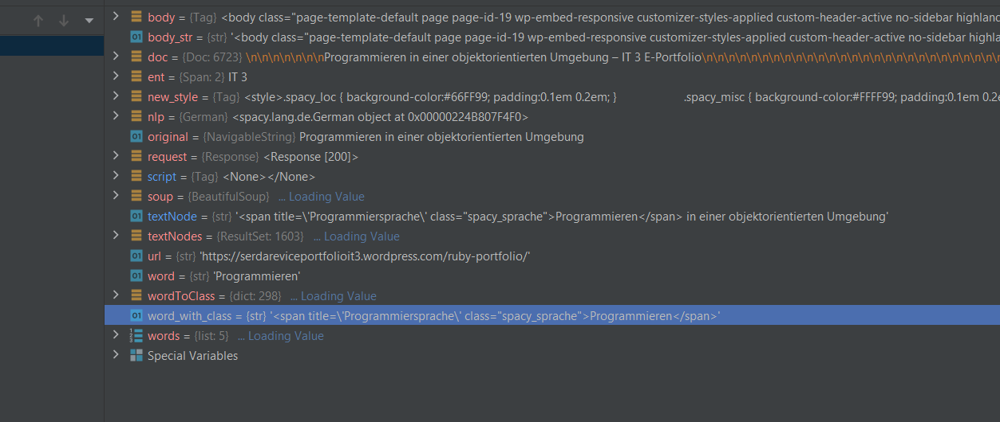 body = {Tag} <body class="page-template-default page page-id-19 wp-embed-responsive customizer-styles-applied custom-header-active no-sidebar highland
01 body_str = {str} '<body class="page-template-default page page-id-19 wp-embed-responsive customizer-styles-applied custom-header-active no-sidebar highla
doc = {Doc: 6723} \n\n\n\n\n\n\nProgrammieren in einer objektorientierten Umgebung – IT 3 E-Portfolio\n\n\n\n\n\n\n\n\n\n\n\n\n\n\n\n\n\n\n\n\n\n\n\n\n\n\n
ent = {Span: 2} IT 3
new_style = {Tag} <style>.spacy_loc { background-color:#66FF99; padding:0.1em 0.2em; } .spacy_misc { background-color:#FFFF99; padding:0.1em 0.2e
nlp = {German} <spacy.lang.de.German object at 0x00000224B807F4F0>
01 original = {NavigableString} Programmieren in einer objektorientierten Umgebung
request = {Response} <Response [200]>
script = {Tag} <None></None>
soup = {BeautifulSoup} ... Loading Value
01 textNode = {str} '<span title=\'Programmiersprache\' class="spacy_sprache">Programmieren</span> in einer objektorientierten Umgebung'
textNodes = {ResultSet: 1603} ... Loading Value
01 url = {str} 'https://serdareviceportfolioit3.wordpress.com/ruby-portfolio/'
01 word = {str} 'Programmieren'
wordToClass = {dict: 298} ... Loading Value
01 word_with_class = {str} '<span title=\'Programmiersprache\' class="spacy_sprache">Programmieren</span>'
words = {list: 5} ... Loading Value
Special Variables